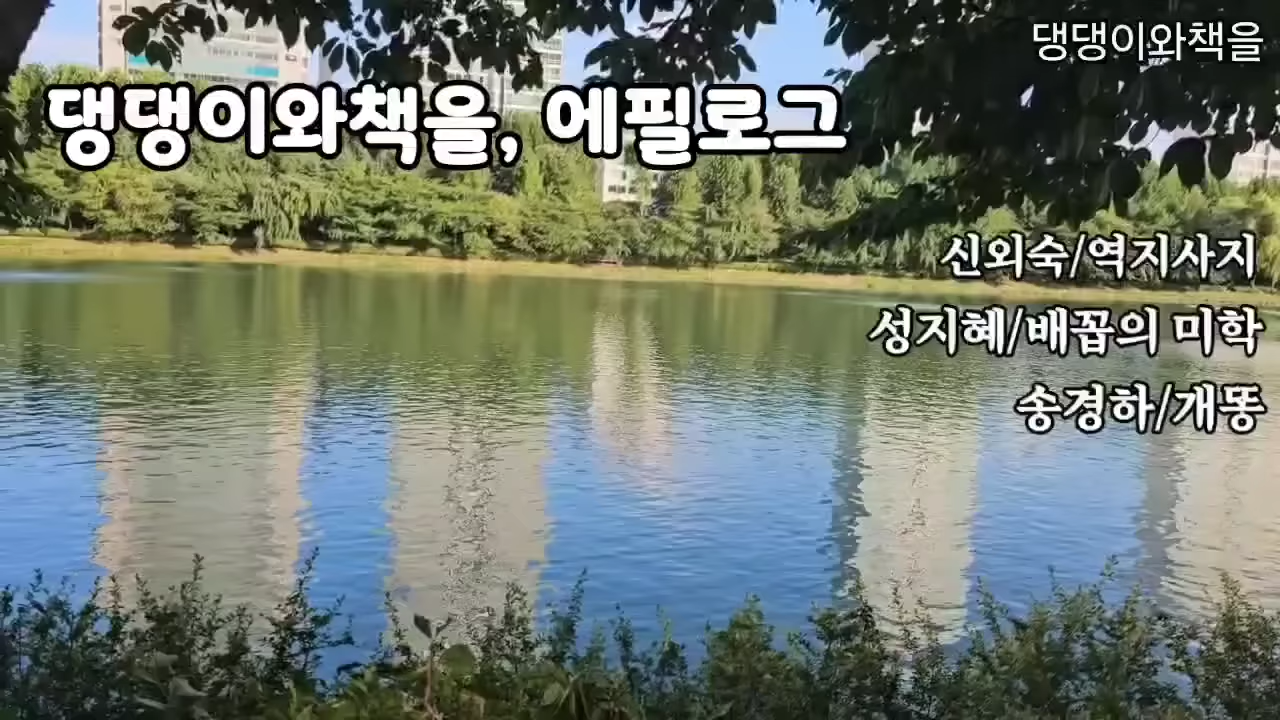 댕댕이와책을
댕댕이와책을, 에필로그
신외숙/역지사지
성지혜/배꼽의 미학
송경하/개똥